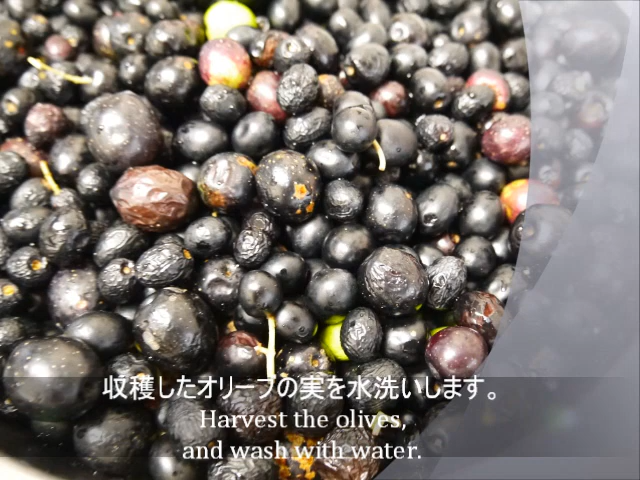 収穫したオリーブの実を水洗いします。
Harvest the olives,
and wash with water.